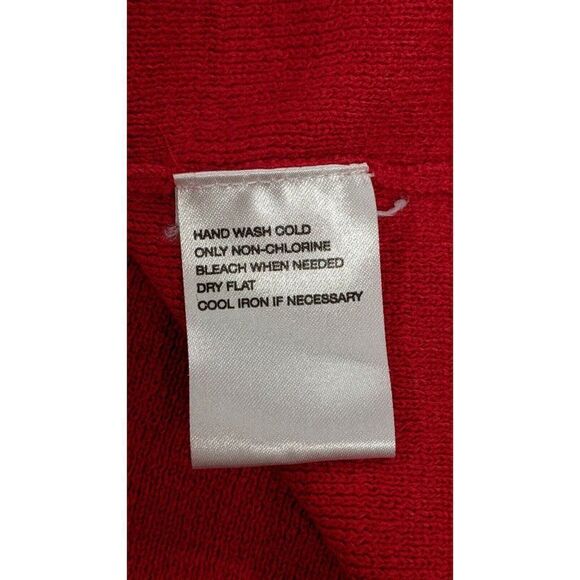 HAND WASH COLD
ONLY NON-CHLORINE
BLEACH WHEN NEEDED
DRY FLAT
COOL IRON IF NECESSARY